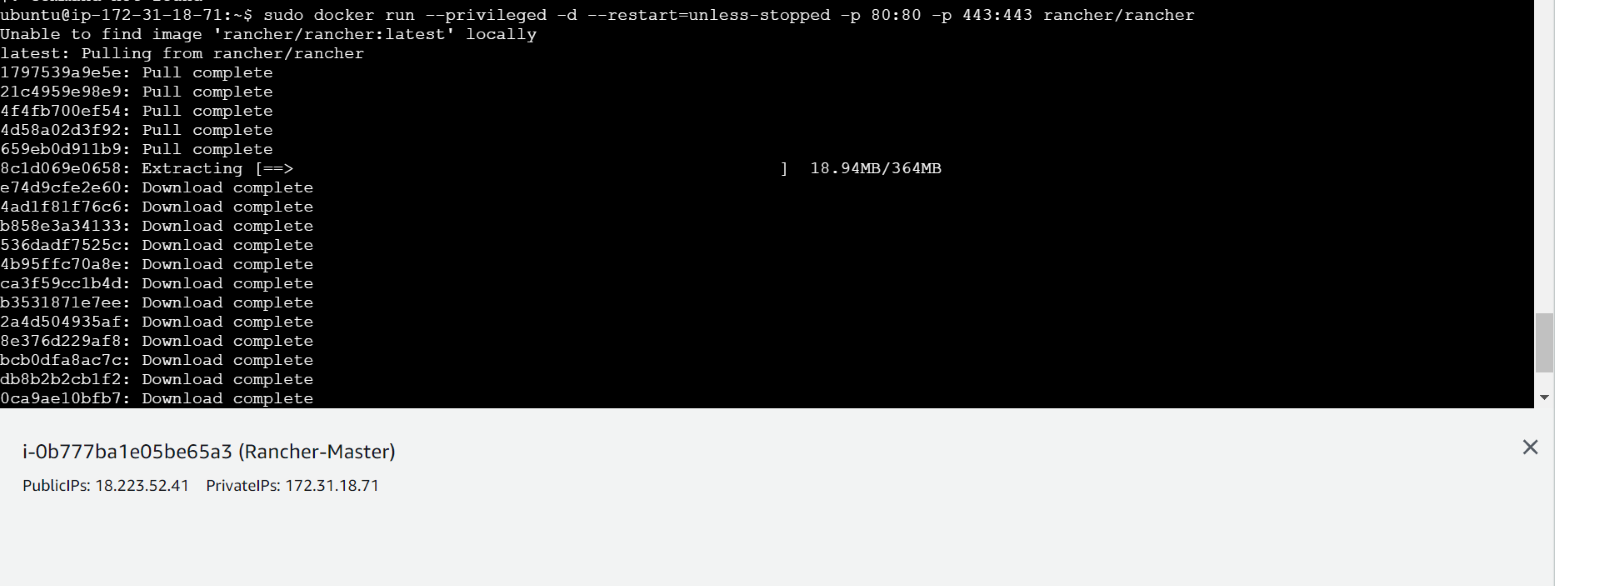 ubuntu@ip-172-31-18-71:~$ sudo docker run --privileged -d --restart=unless-stopped -p 80:80 -p 443:443 rancher/rancher
Unable to find image 'rancher/rancher:latest' locally
latest: Pulling from rancher/rancher
1797539a9e5e: Pull complete
21c4959e98e9: Pull complete
4f4fb700ef54: Pull complete
4d58a02d3f92: Pull complete
659eb0d911b9: Pull complete
8c1d069e0658: Extracting [==> ] 18.94MB/364MB
e74d9cfe2e60: Download complete
4ad1f81f76c6: Download complete
b858e3a34133: Download complete
536dadf7525c: Download complete
4b95ffc70a8e: Download complete
ca3f59cc1b4d: Download complete
b3531871e7ee: Download complete
2a4d504935af: Download complete
8e376d229af8: Download complete
bcb0dfa8ac7c: Download complete
db8b2b2cb1f2: Download complete
0ca9ae10bfb7: Download complete
i-0b777ba1e05be65a3 (Rancher-Master)
PublicIPs: 18.223.52.41 PrivateIPs: 172.31.18.71